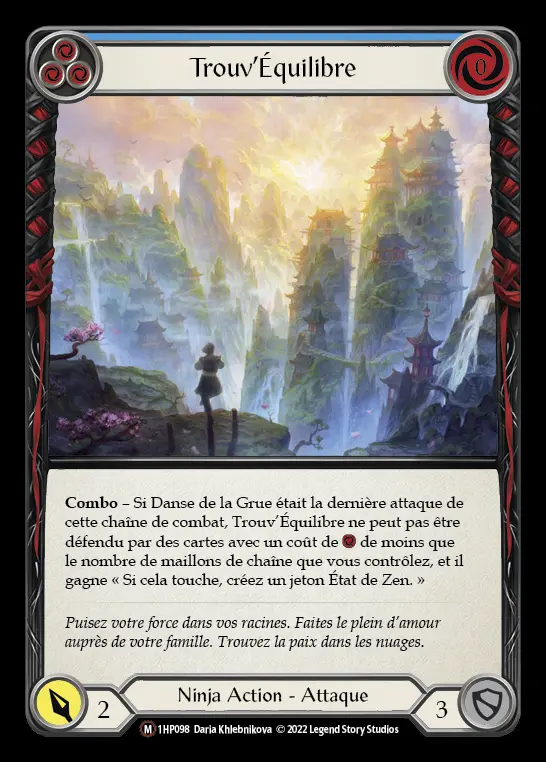 Trouv'Équilibre
0
Combo – Si Danse de la Grue était la dernière attaque de
cette chaîne de combat, Trouv'Équilibre ne peut pas être
défendu par des cartes avec un coût de de moins que
le nombre de maillons de chaîne que vous contrôlez, et il
gagne « Si cela touche, créez un jeton État de Zen. »
Puisez votre force dans vos racines. Faites le plein d'amour
auprès de votre famille. Trouvez la paix dans les nuages.
2
Ninja Action - Attaque
3
M 1HP098 Daria Khlebnikova © 2022 Legend Story Studios